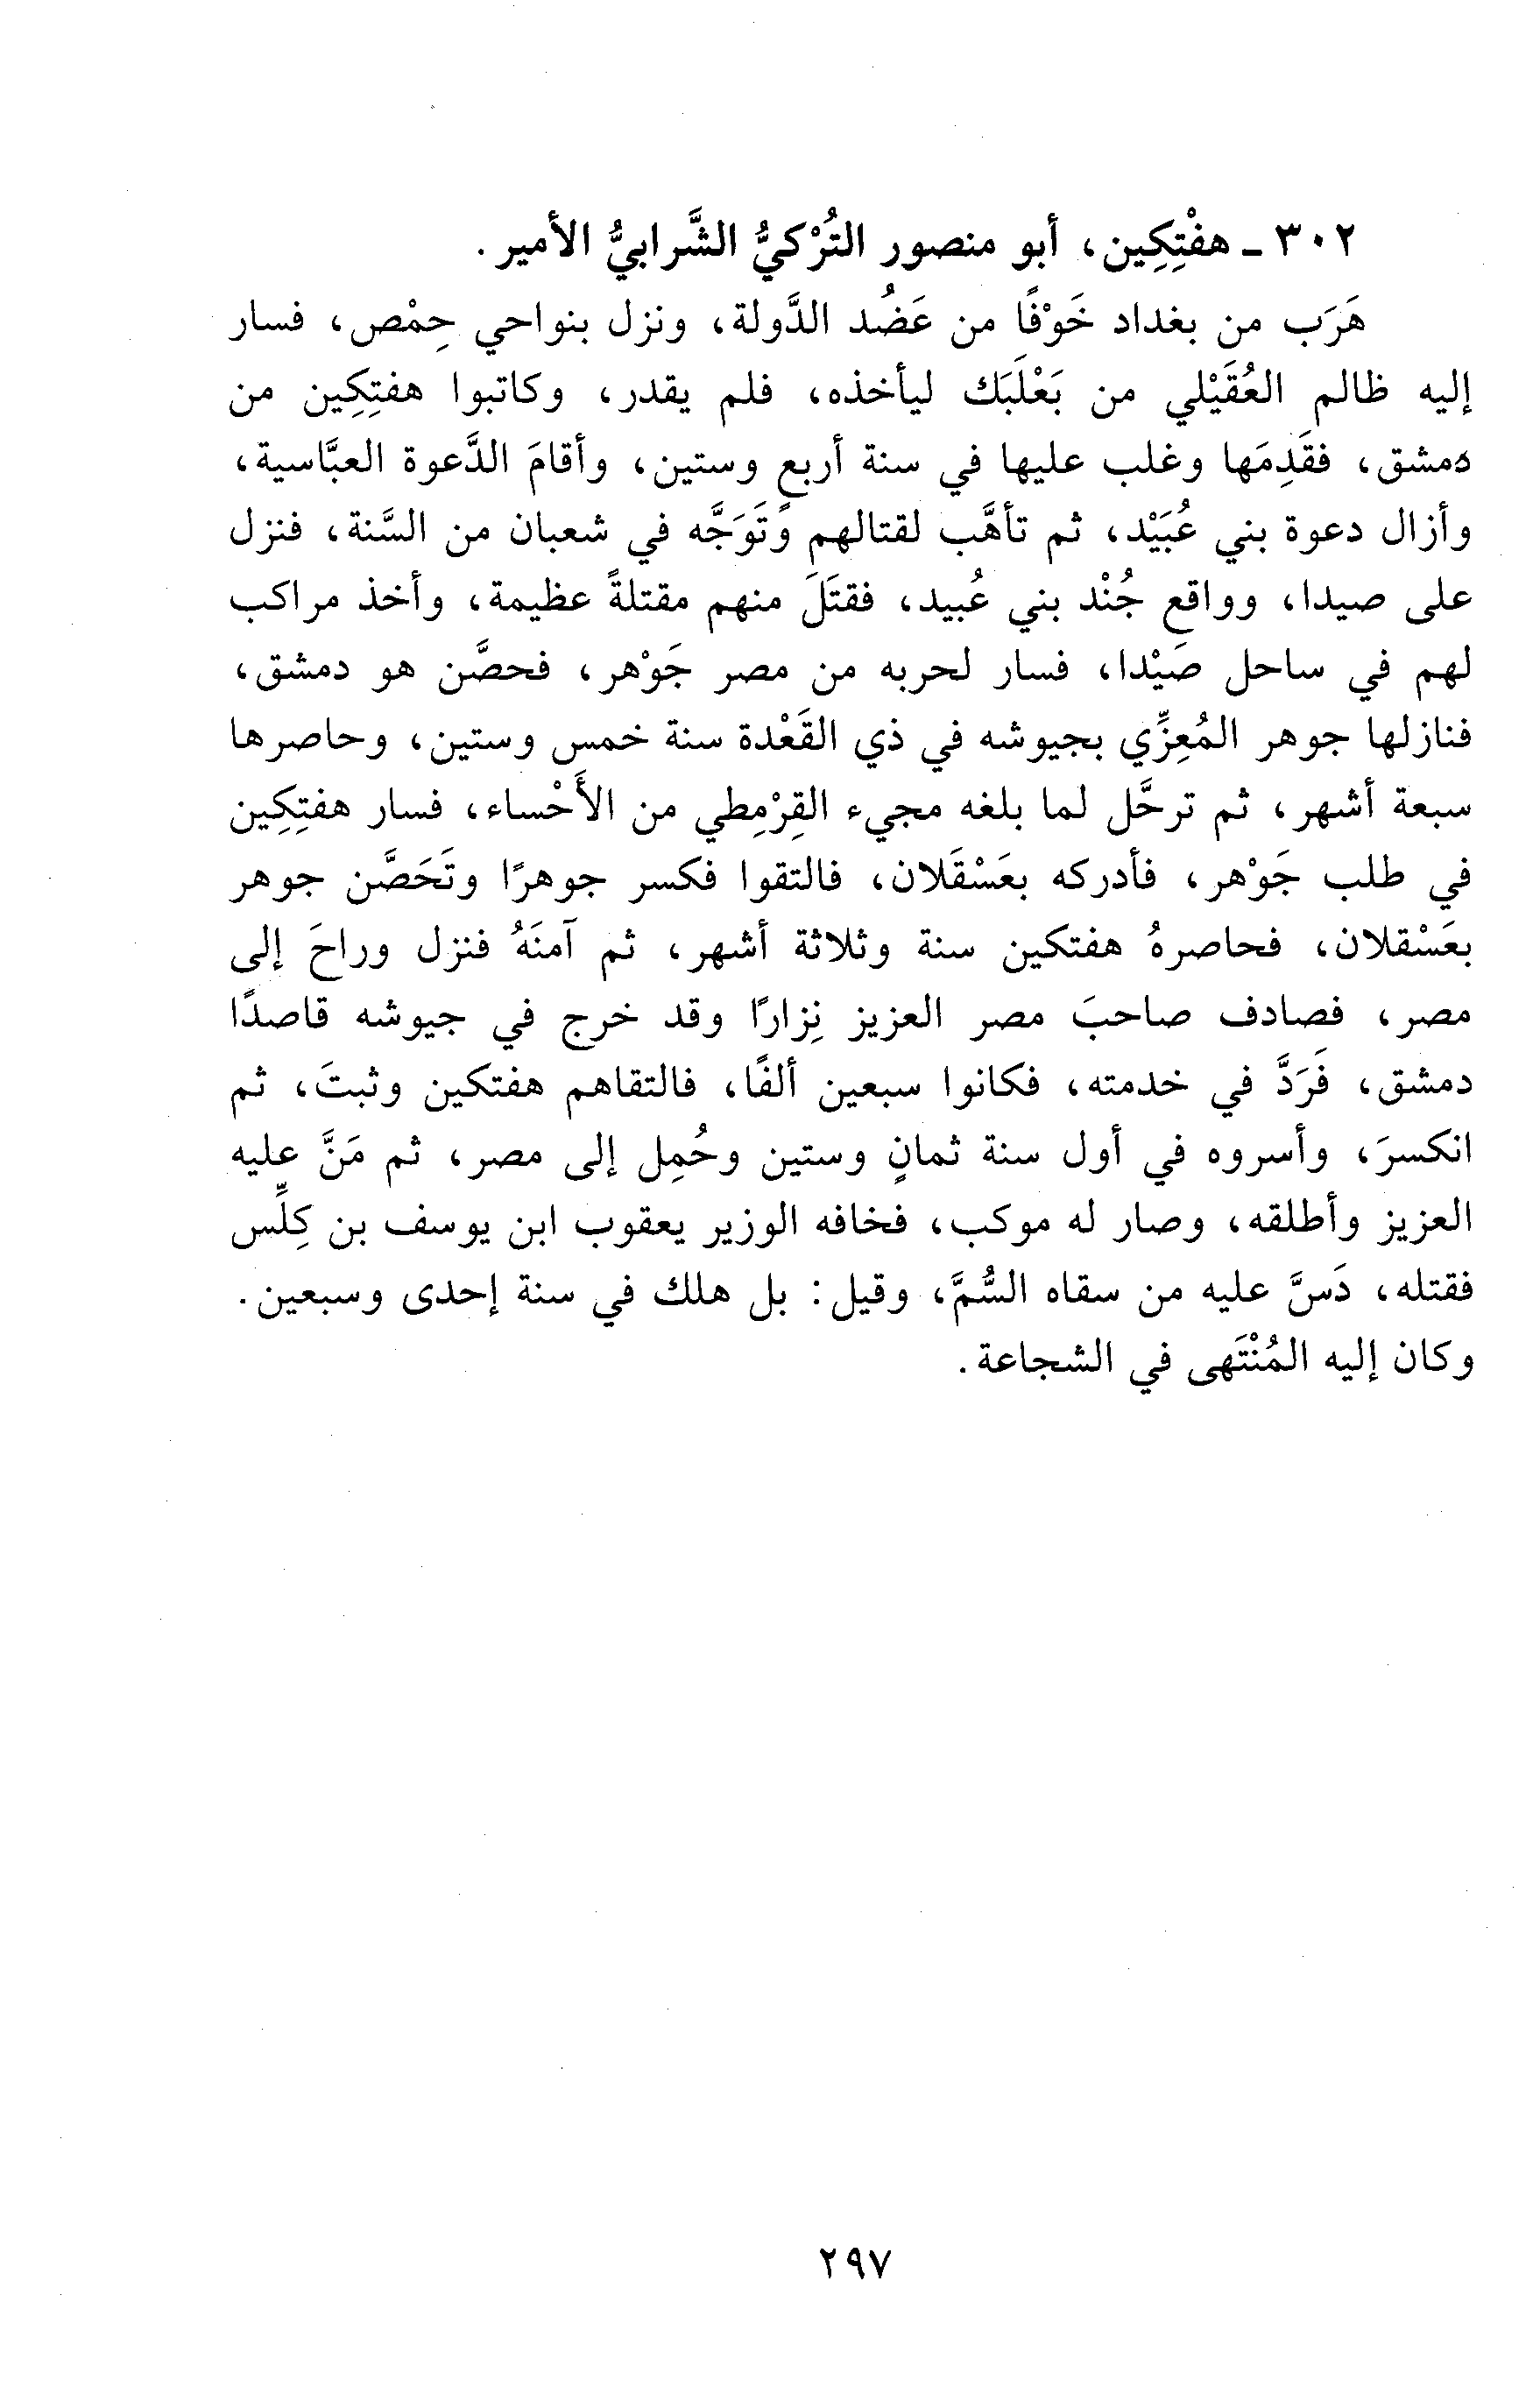 ٣٠٢ ـ هفْتِكِين، أبو منصور التُرْكيُّ الشَّرابيُّ الأمير.
هَرَب من بغداد خَوْفًا من عَضُد الدَّولة، ونزل بنواحي حِمْص، فسار
إليه ظالم العُقَيْلي من بَعْلَبَك ليأخذه، فلم يقدر، وكاتبوا هفتِكِين من
دمشق، فقَدِمَها وغلب عليها في سنة أربع وستين، وأقامَ الدَّعوة العبَّاسية،
وأزال دعوة بني عُبَيْد، ثم تأهَّب لقتالهم وًتَوَجَّه في شعبان من السَّنة، فنزل
على صيدا، وواقع جُنْد بني عُبيد، فقتَلَ منهم مقتلةً عظيمة، وأخذ مراكب
لهم في ساحل صَيْدا، فسار لحربه من مصر جَوْهر، فحصَّن هو دمشق،
فنازلها جوهر المُعِزِّي بجيوشه في ذي القَعْدة سنة خمس وستين، وحاصرها
سبعة أشهر، ثم ترحَّل لما بلغه مجيء القِرْمِطي من الأَحْساء، فسار هفتِكِين
في طلب جَوْهر، فأدركه بعَسْقَلان، فالتقوا فكسر جوهرًا وتَحَصَّن جوهر
بعَسْقلان، فحاصرهُ هفتكين سنة وثلاثة أشهر، ثم آمنَهُ فنزل وراحَ إلى
مصر، فصادف صاحبَ مصر العزيز نِزارًا وقد خرج في جيوشه قاصدًا
دمشق، فَرَدَّ في خدمته، فكانوا سبعين ألفًا، فالتقاهم هفتكين وثبتَ، ثم
انكسرَ، وأسروه في أول سنة ثمانٍ وستين وحُمِل إلى مصر، ثم مَنَّ عليه
العزيز وأطلقه، وصار له موكب، فخافه الوزير يعقوب ابن يوسف بن كِلِّس
فقتله، دَسَّ عليه من سقاه السُّمَّ، وقيل: بل هلك في سنة إحدى وسبعين.
وكان إليه المُنْتَهى في الشجاعة.
٢٩٧